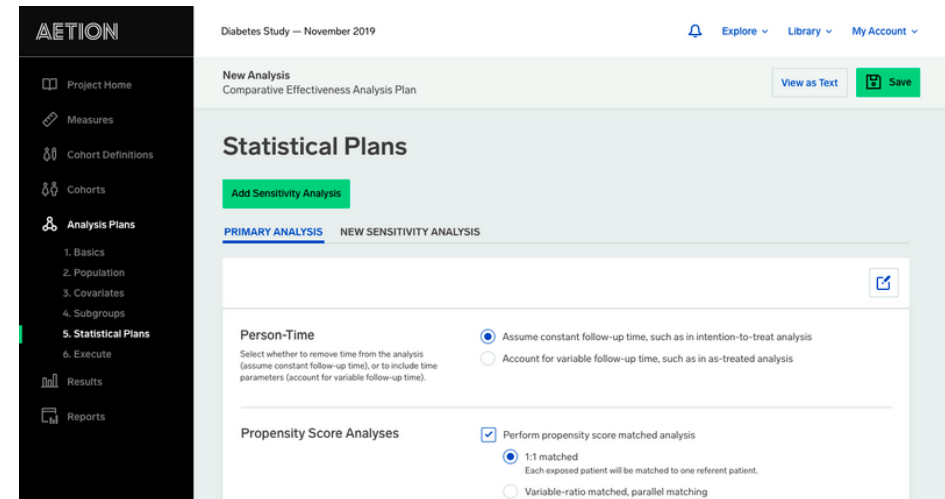 AETION
Diabetes Study — November 2019
Explore
Library
My Account
New Analysis
Comparative Effectiveness Analysis Plan
View as Text
Save
Project Home
Measures
Cohort Definitions
Cohorts
Analysis Plans
1. Basics
2. Population
3. Covariates
4. Subgroups
5. Statistical Plans
6. Execute
Results
Reports
Statistical Plans
Add Sensitivity Analysis
PRIMARY ANALYSIS
NEW SENSITIVITY ANALYSIS
Person-Time
Select whether to remove time from the analysis
(assume constant follow-up time), or to include time
parameters (account for variable follow-up time).
Assume constant follow-up time, such as in intention-to-treat analysis
Account for variable follow-up time, such as in as-treated analysis
Propensity Score Analyses
Perform propensity score matched analysis
1:1 matched
Each exposed patient will be matched to one referent patient.
Variable-ratio matched, parallel matching